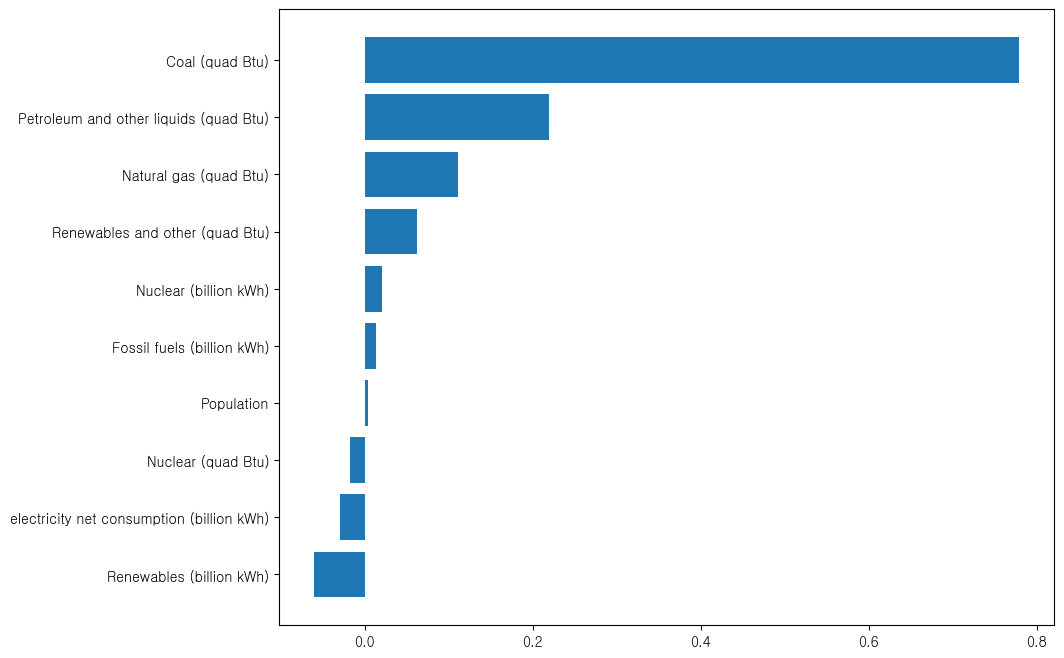 Coal (quad Btu)
Petroleum and other liquids (quad Btu)
Natural gas (quad Btu)
Renewables and other (quad Btu)
Nuclear (billion kWh)
Fossil fuels (billion kWh)
Population
Nuclear (quad Btu)
electricity net consumption (billion kWh)
Renewables (billion kWh)
0.0 0.2 0.4 0.6 0.8